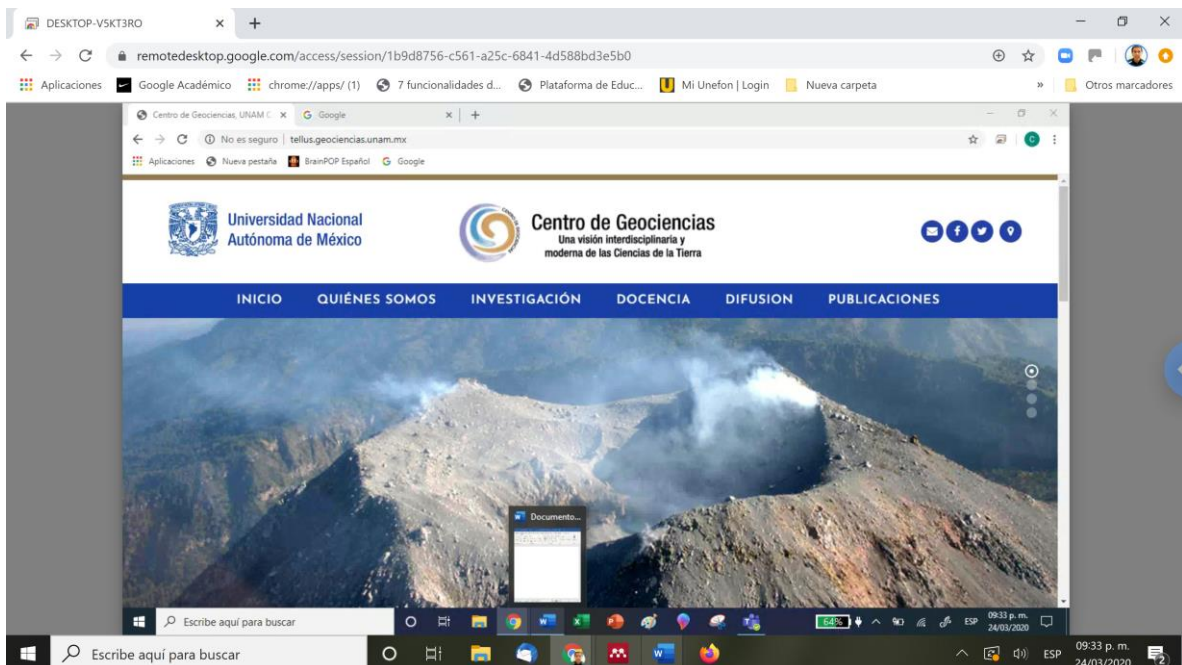 DESKTOP-V5KT3RO
remotedesktop.google.com/access/session/1b9d8756-c561-a25c-6841-4d588bd3e5b0
Aplicaciones Google Académico chrome://apps/ (1) 7 funcionalidades d... Plataforma de Educ... Mi Unefon | Login Nueva carpeta » Otros marcadores
Centro de Geociencias, UNAM C Google
No es seguro | tellus.geociencias.unam.mx
Aplicaciones Nueva pestaña BrainPOP Español Google
Universidad Nacional
Autónoma de México
Centro de Geociencias
Una visión interdisciplinaria y
moderna de las Ciencias de la Tierra
INICIO QUIÉNES SOMOS INVESTIGACIÓN DOCENCIA DIFUSION PUBLICACIONES
Documento...
Escribe aquí para buscar 64% ESP 09:33 p. m.
24/03/2020
Escribe aquí para buscar ESP 09:33 p. m.
24/03/2020